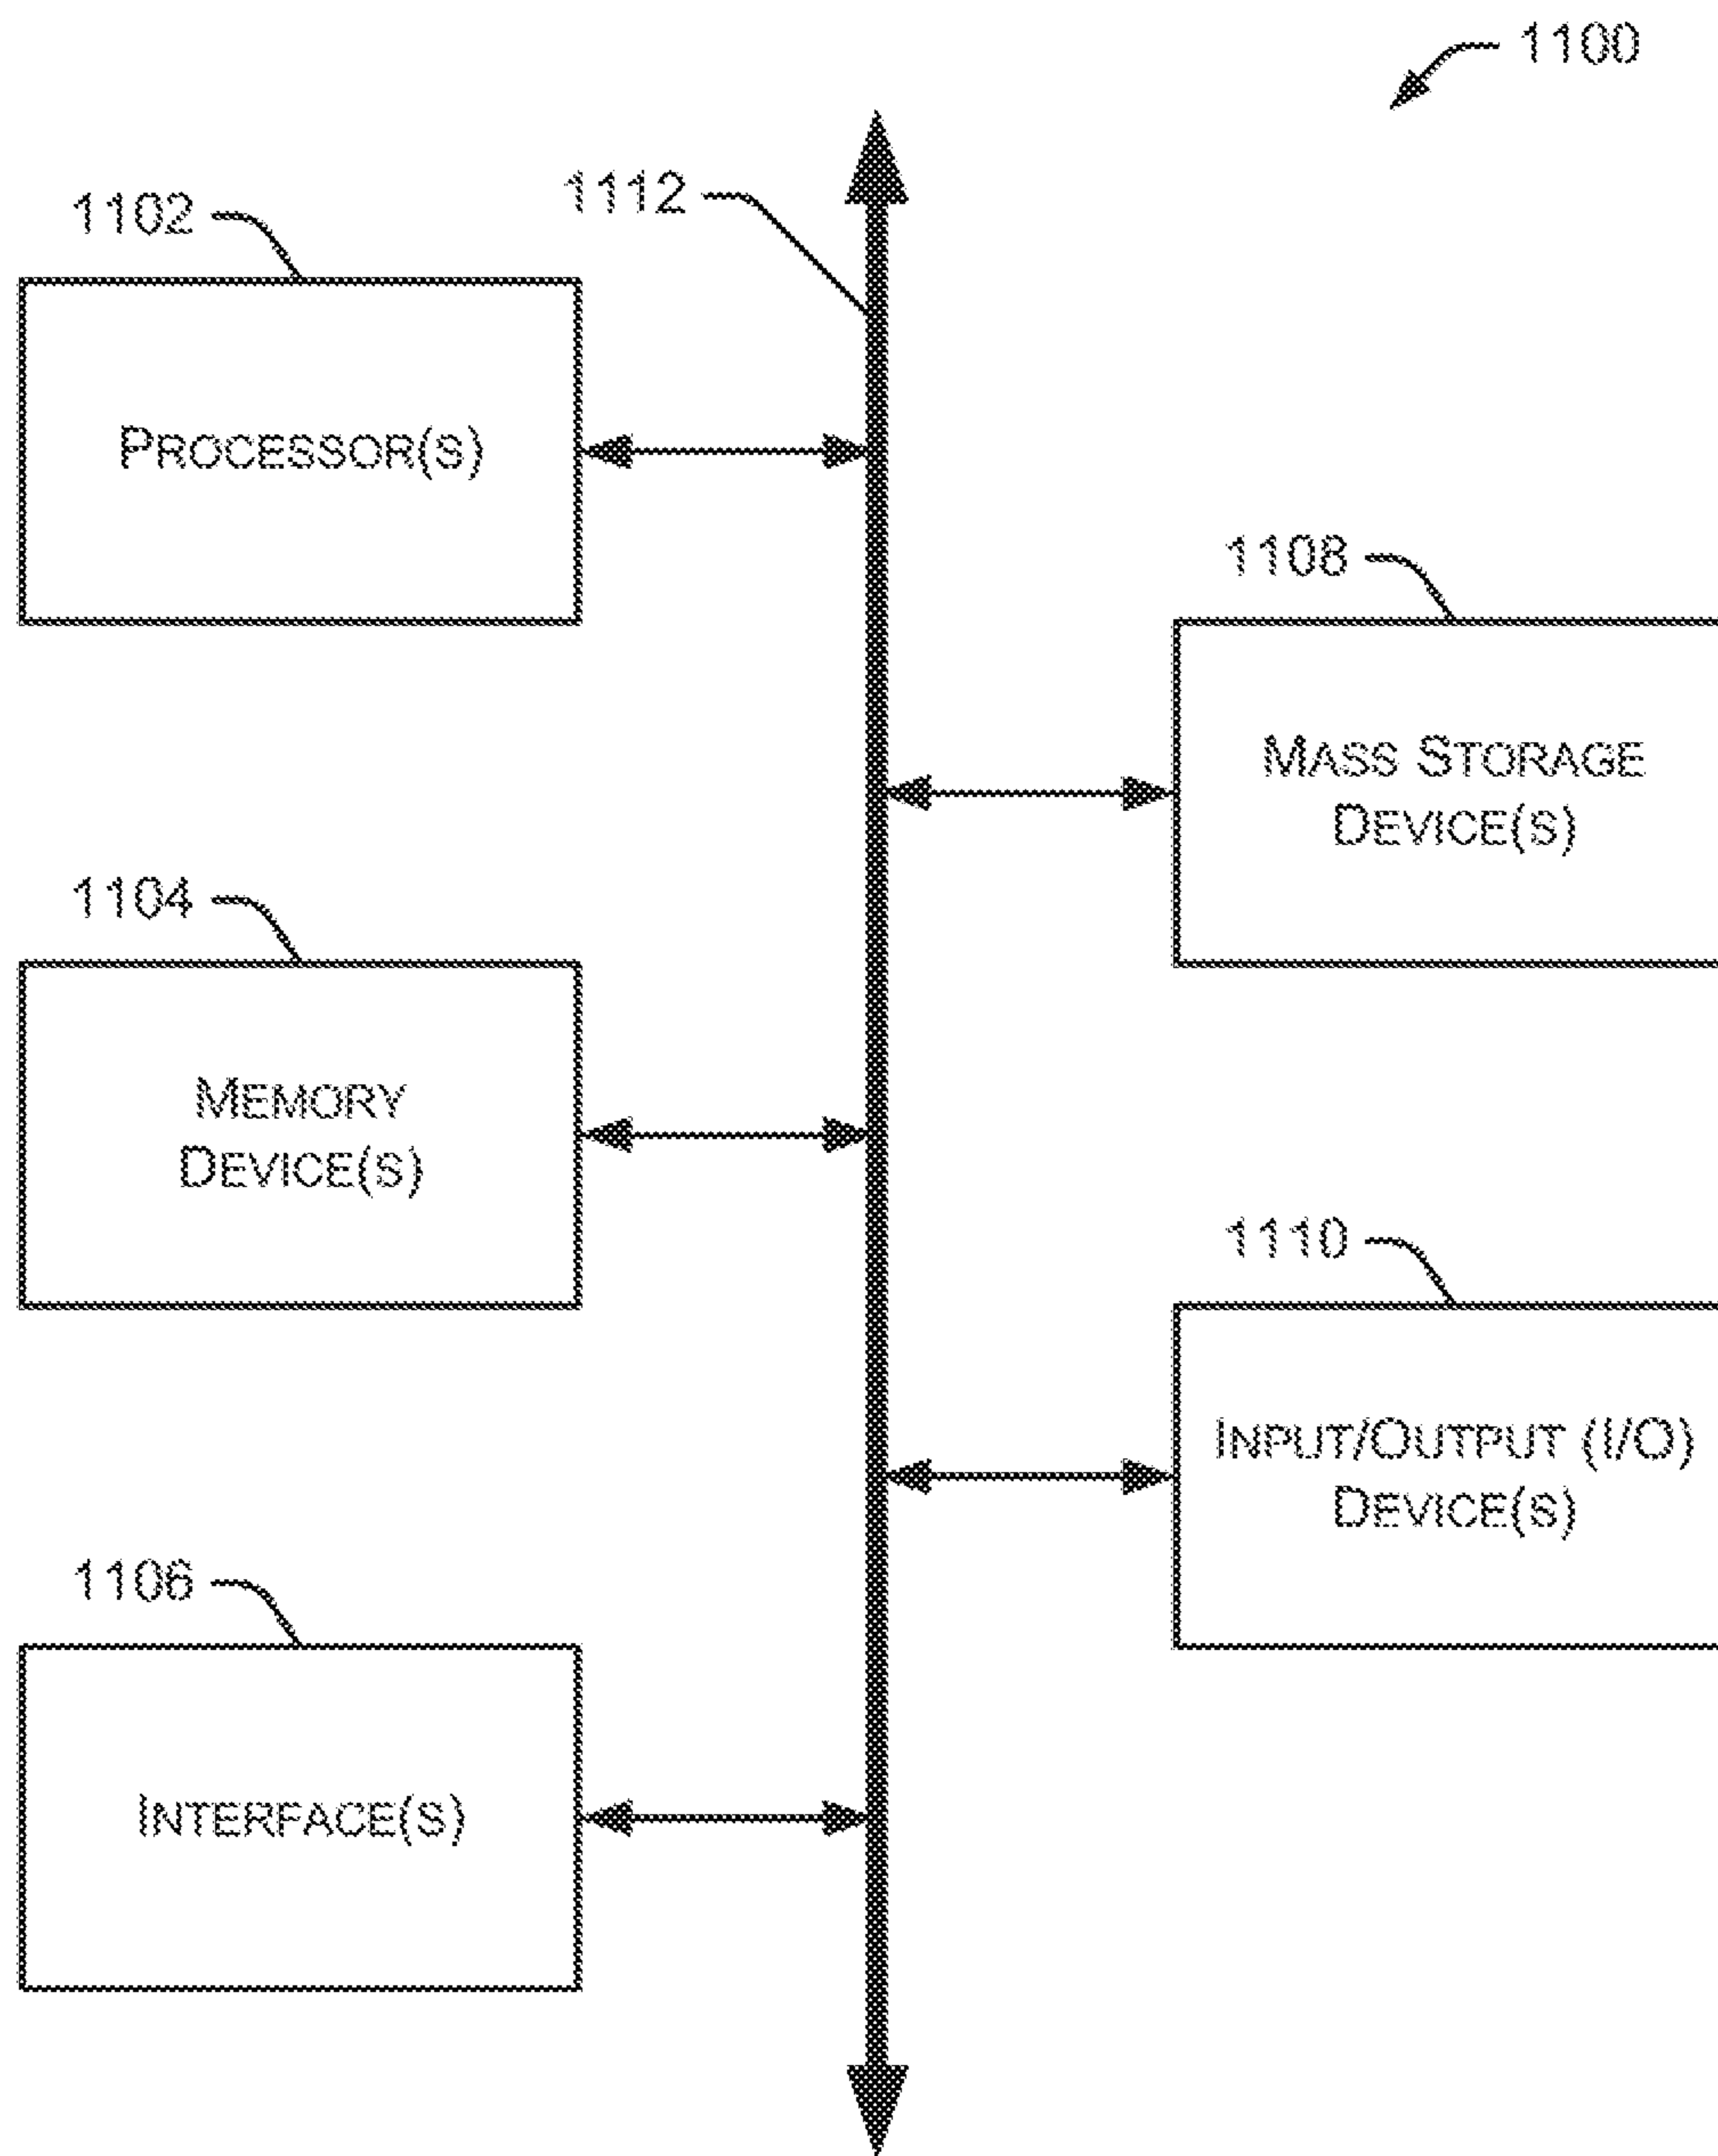 1100
1102
1112
PROCESSOR(S)
1108
MASS STORAGE
DEVICE(S)
1104
MEMORY
DEVICE(S)
1110
INPUT/OUTPUT (I/O)
DEVICE(S)
1106
INTERFACE(S)